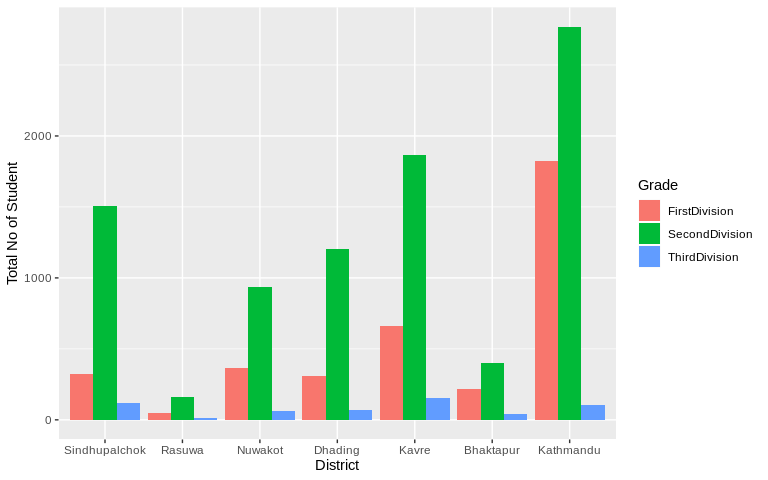 Total No of Student
2000
1000
0
Sindhupalchok Rasuwa Nuwakot Dhading Kavre Bhaktapur Kathmandu
District
Grade
FirstDivision
SecondDivision
ThirdDivision